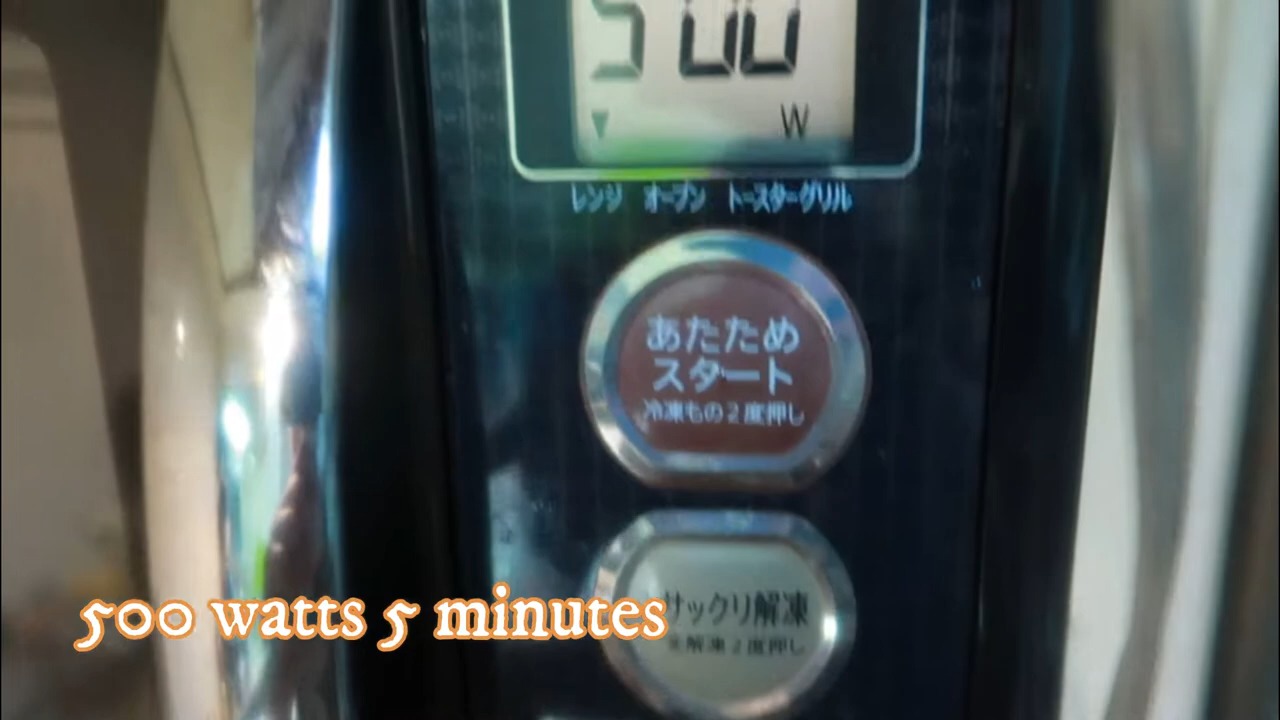 500
W
レンジ オーブン トースターグリル
あたため
スタート
冷凍もの2度押し
サックリ解凍
全解凍2度押し
500 watts 5 minutes